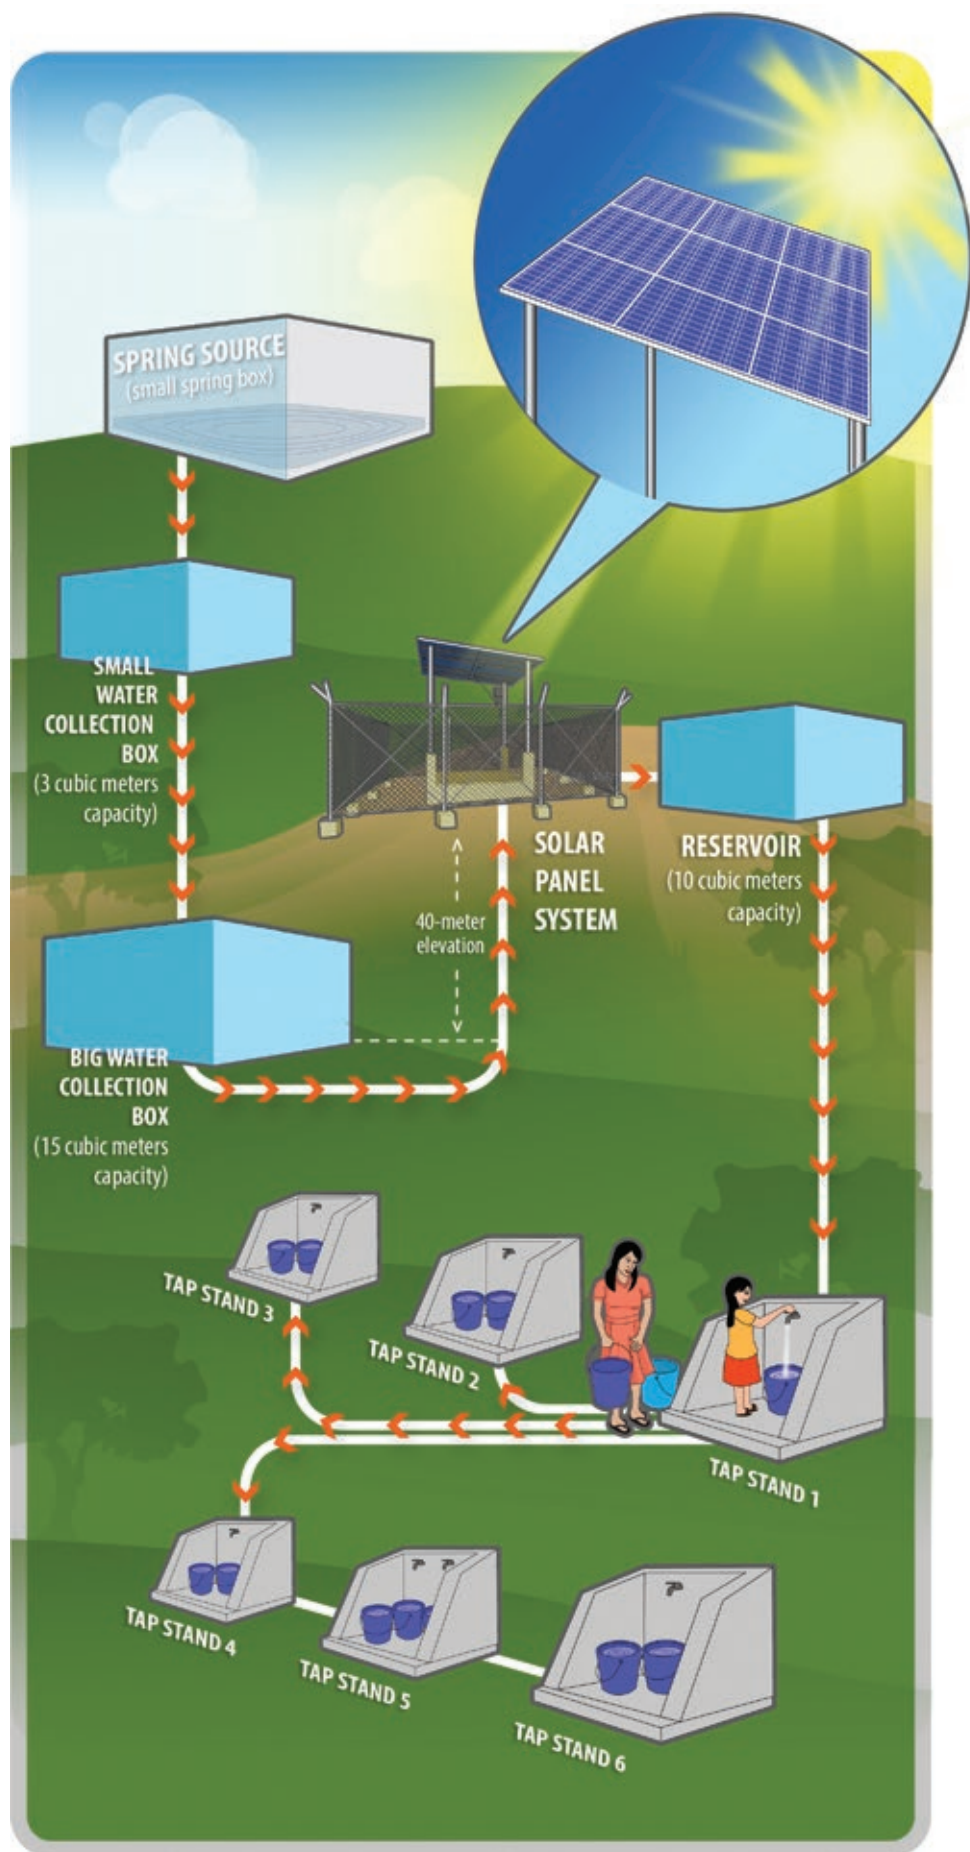 SPRING SOURCE
(small spring box)
SMALL
WATER
COLLECTION
BOX
(3 cubic meters
capacity)
SOLAR
PANEL
SYSTEM
RESERVOIR
(10 cubic meters
capacity)
40-meter
elevation
BIG WATER
COLLECTION
BOX
(15 cubic meters
capacity)
TAP STAND 3
TAP STAND 2
TAP STAND 1
TAP STAND 4
TAP STAND 5
TAP STAND 6